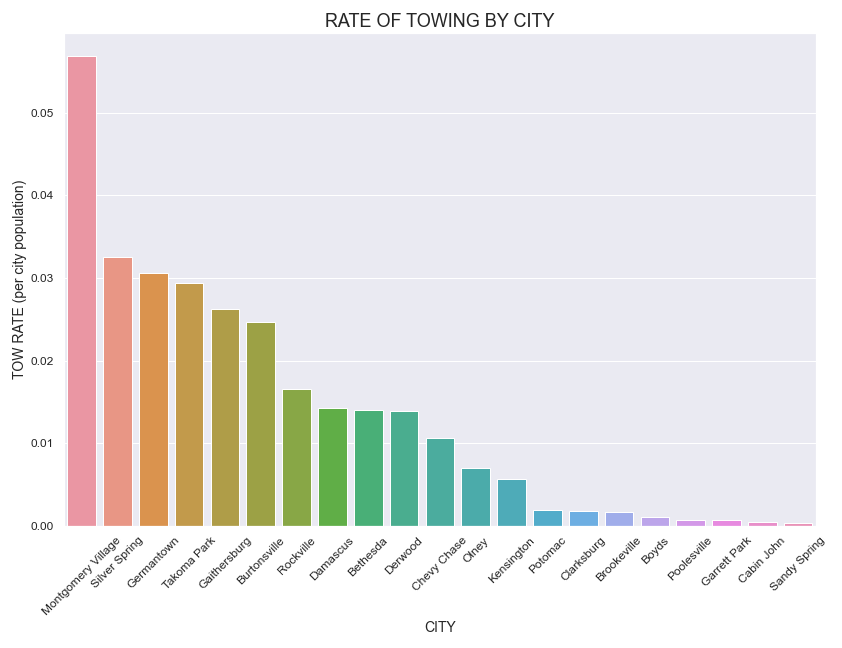 RATE OF TOWING BY CITY
TOW RATE (per city population)
0.05
0.04
0.03
0.02
0.01
0.00
Montgomery Village
Silver Spring
Germantown
Takoma Park
Gaithersburg
Burtonsville
Rockville
Damascus
Bethesda
Derwood
Chevy Chase
Olney
Kensington
Potomac
Clarksburg
Brookeville
Boyds
Poolesville
Garrett Park
Cabin John
Sandy Spring
CITY